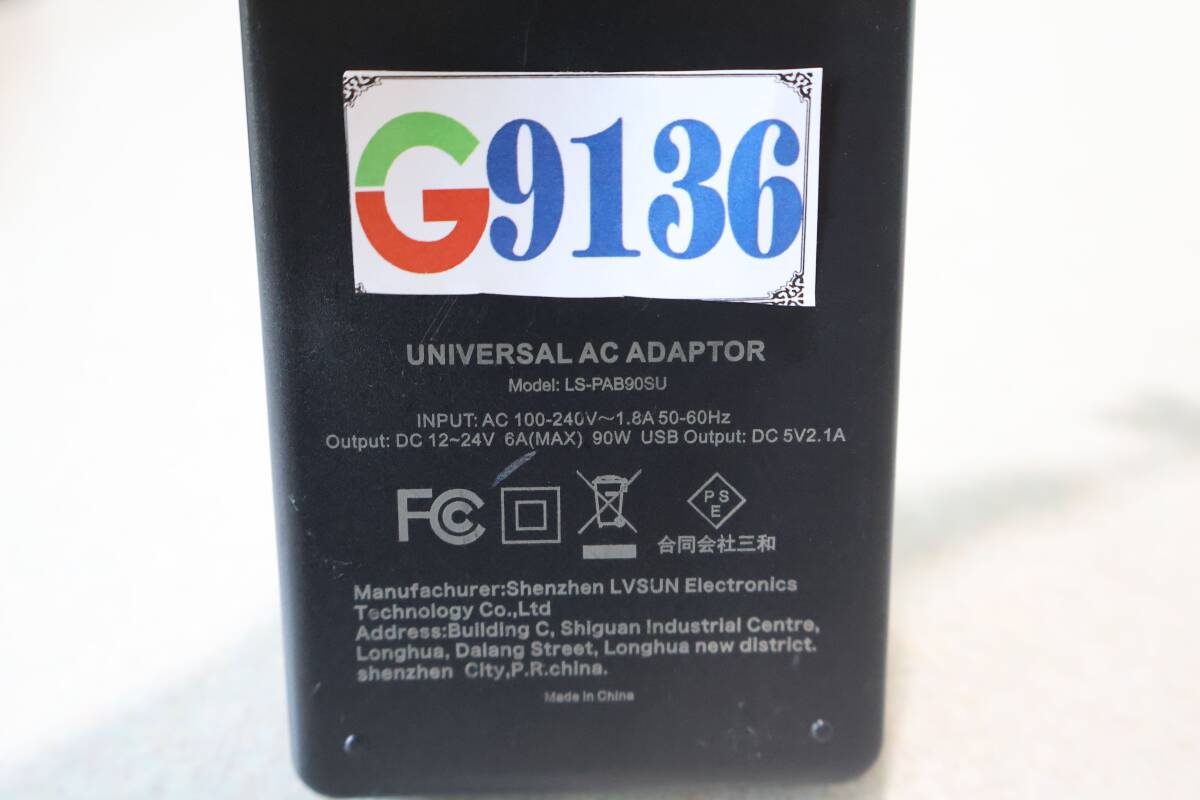 G9136
UNIVERSAL AC ADAPTOR
Model: LS-PAB90SU
INPUT: AC 100-240V～1.8A 50-60Hz
Output: DC 12~24V 6A(MAX) 90W USB Output: DC 5V2.1A
FC
PS
E
合同会社三和
Manufachurer:Shenzhen LVSUN Electronics
Technology Co.,Ltd
Address:Building C, Shiguan Industrial Centre,
Longhua, Dalang Street, Longhua new district.
shenzhen City,P.R.china.
Made in China